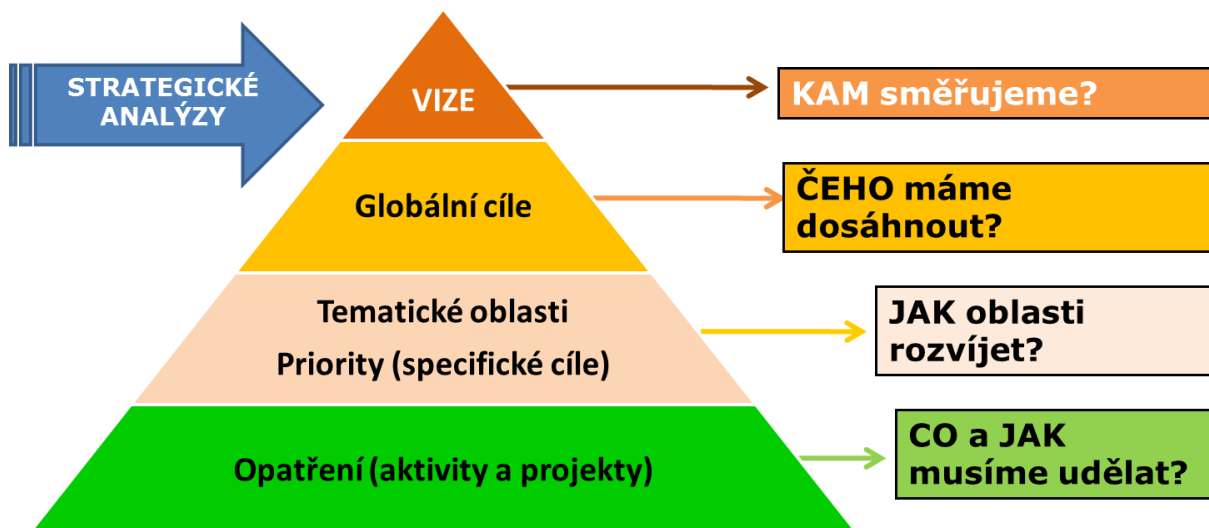 STRATEGICKÉ
ANALÝZY
VIZE
KAM směřujeme?
Globální cíle
ČEHO máme
dosáhnout?
Tematické oblasti
Priority (specifické cíle)
JAK oblasti
rozvíjet?
Opatření (aktivity a projekty)
CO a JAK
musíme udělat?